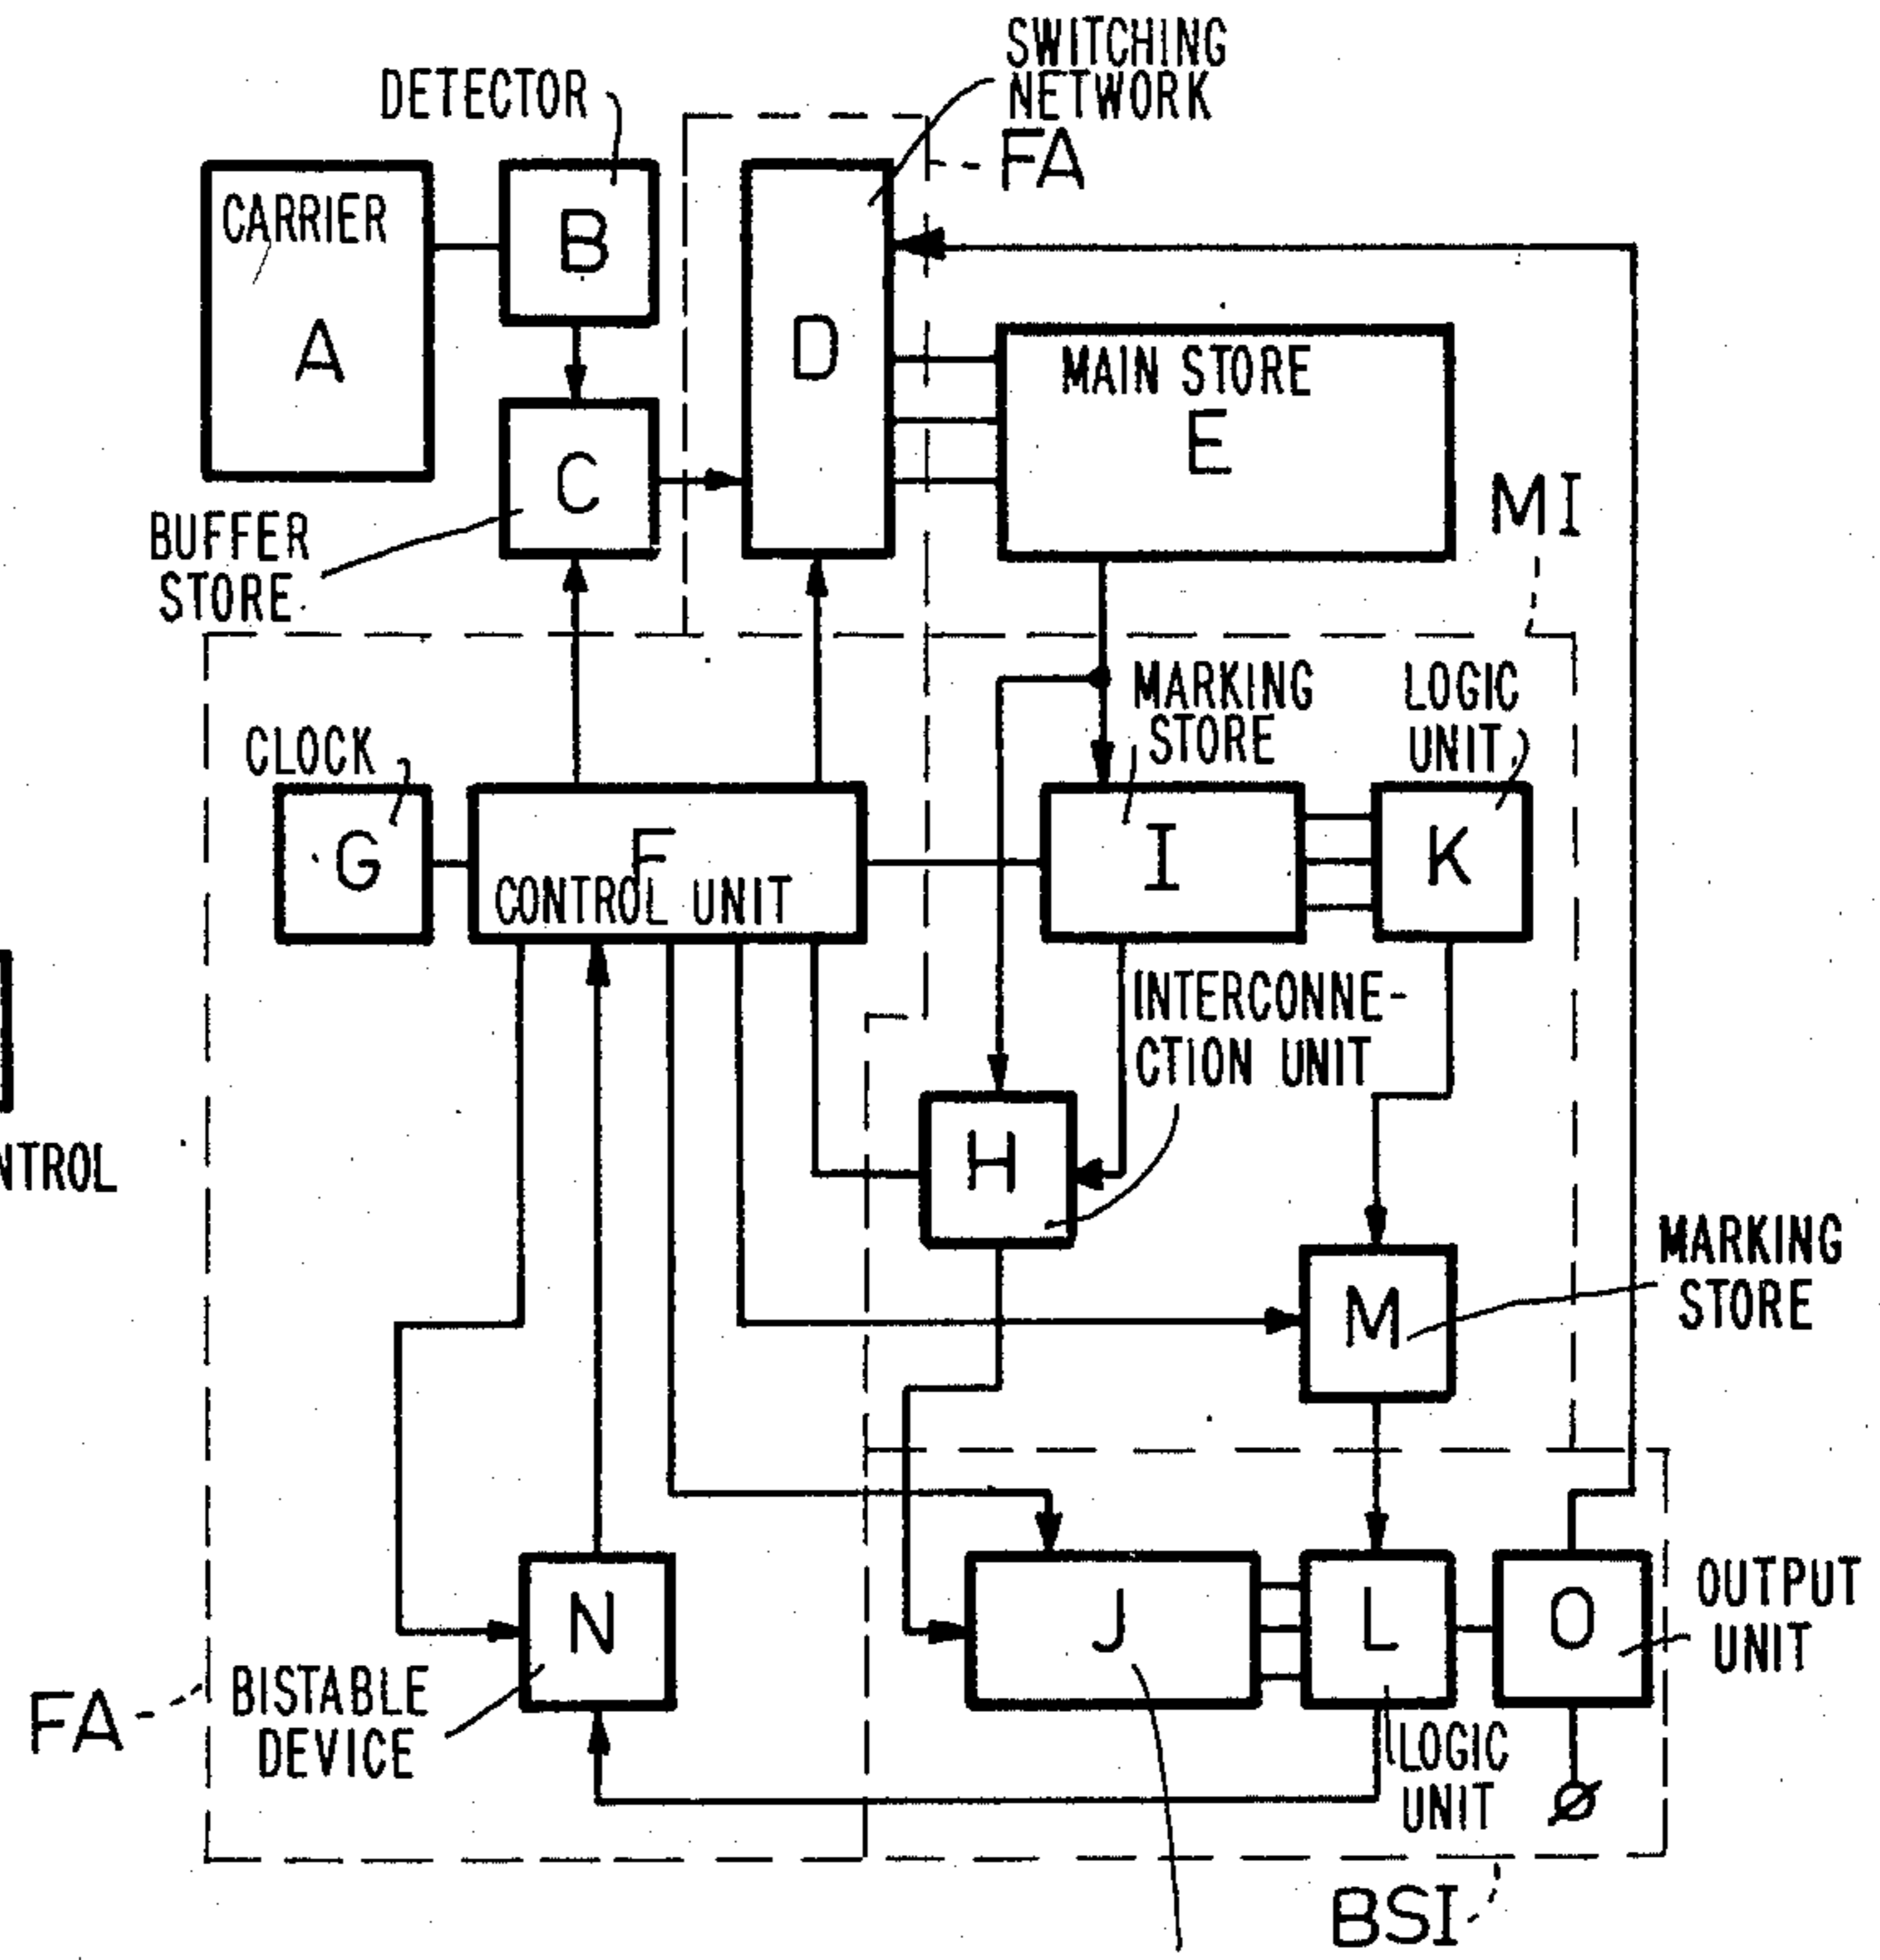 SWITCHING
NETWORK
DETECTOR
FA
CARRIER
A
B
D
MAIN STORE
E
C
MI
BUFFER
STORE
MARKING
STORE
LOGIC
UNIT
CLOCK
G
F
CONTROL UNIT
I
K
INTERCONNE-
CTION UNIT
H
NTROL
M
MARKING
STORE
N
J
L
O
OUTPUT
UNIT
FA
BISTABLE
DEVICE
LOGIC
UNIT
BSI